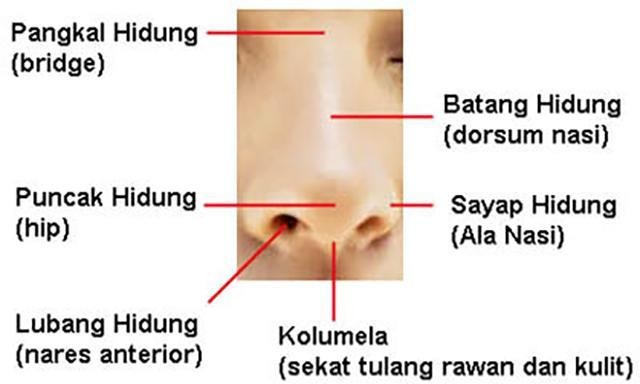 Pangkal Hidung
(bridge)
Batang Hidung
(dorsum nasi)
Puncak Hidung
(hip)
Sayap Hidung
(Ala Nasi)
Lubang Hidung
(nares anterior)
Kolumela
(sekat tulang rawan dan kulit)